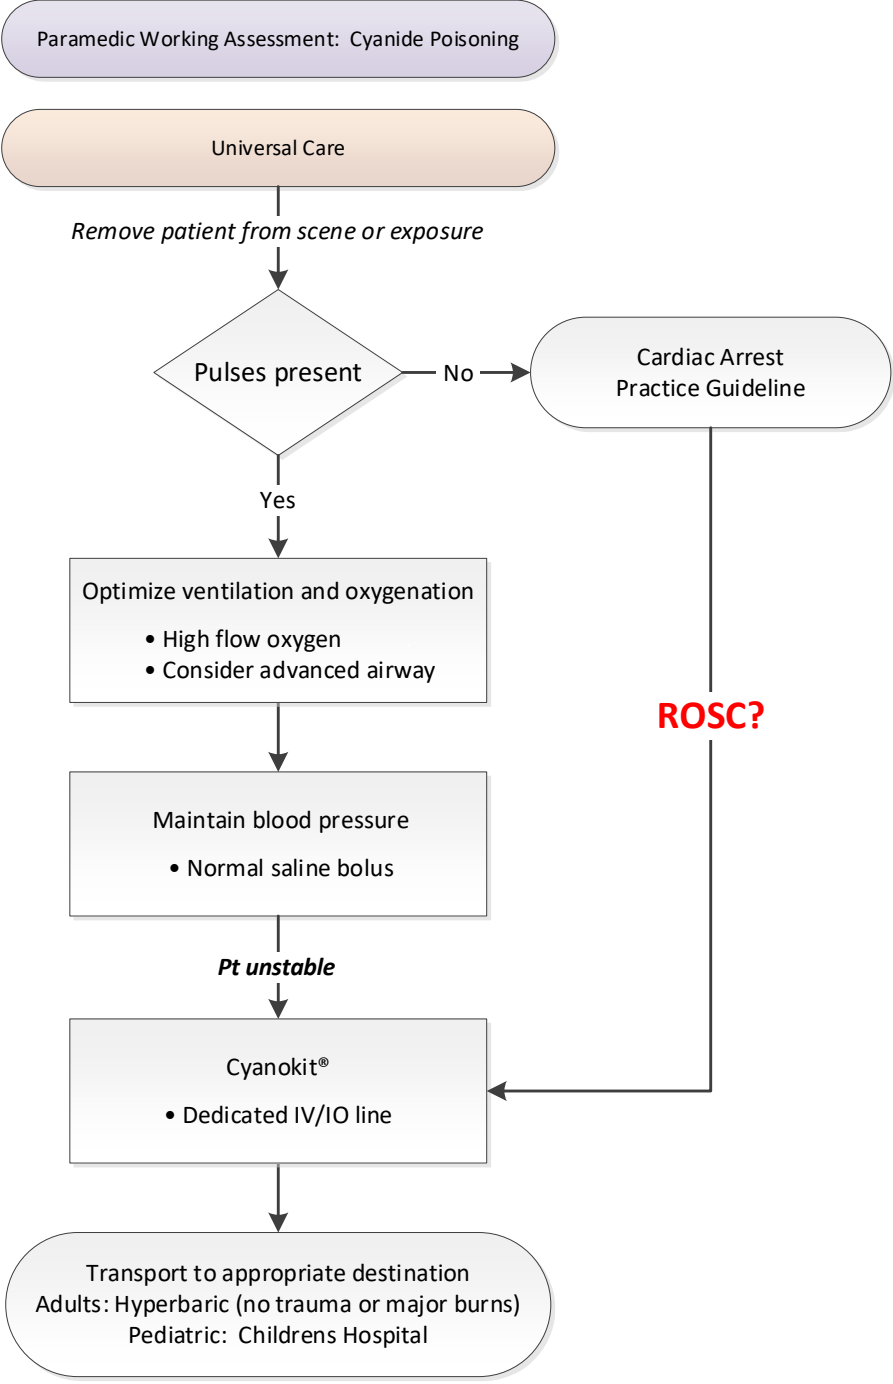 Paramedic Working Assessment:  Cyanide Poisoning
Universal Care
Remove patient from scene or exposure
Pulses present
No
Cardiac Arrest
Practice Guideline
Yes
Optimize ventilation and oxygenation
• High flow oxygen
• Consider advanced airway
ROSC?
Maintain blood pressure
• Normal saline bolus
Pt unstable
Cyanokit®
• Dedicated IV/IO line
Transport to appropriate destination
Adults: Hyperbaric (no trauma or major burns)
Pediatric:  Childrens Hospital